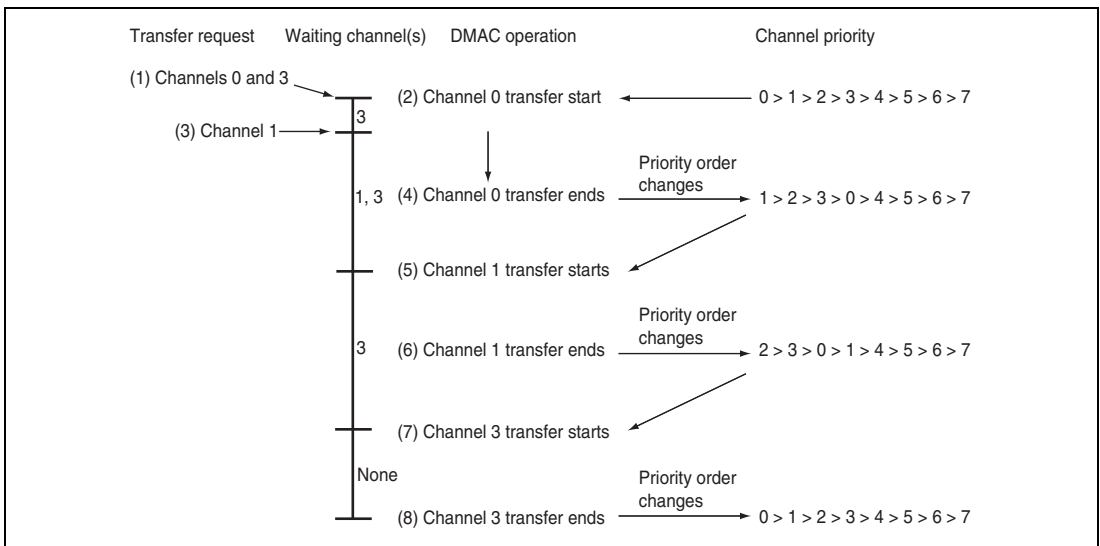 Transfer request Waiting channel(s) DMAC operation Channel priority
(1) Channels 0 and 3
(2) Channel 0 transfer start 0 > 1 > 2 > 3 > 4 > 5 > 6 > 7
3
(3) Channel 1
Priority order
changes
1, 3 (4) Channel 0 transfer ends 1 > 2 > 3 > 0 > 4 > 5 > 6 > 7
(5) Channel 1 transfer starts
Priority order
changes
3 (6) Channel 1 transfer ends 2 > 3 > 0 > 1 > 4 > 5 > 6 > 7
(7) Channel 3 transfer starts
None
Priority order
changes
(8) Channel 3 transfer ends 0 > 1 > 2 > 3 > 4 > 5 > 6 > 7